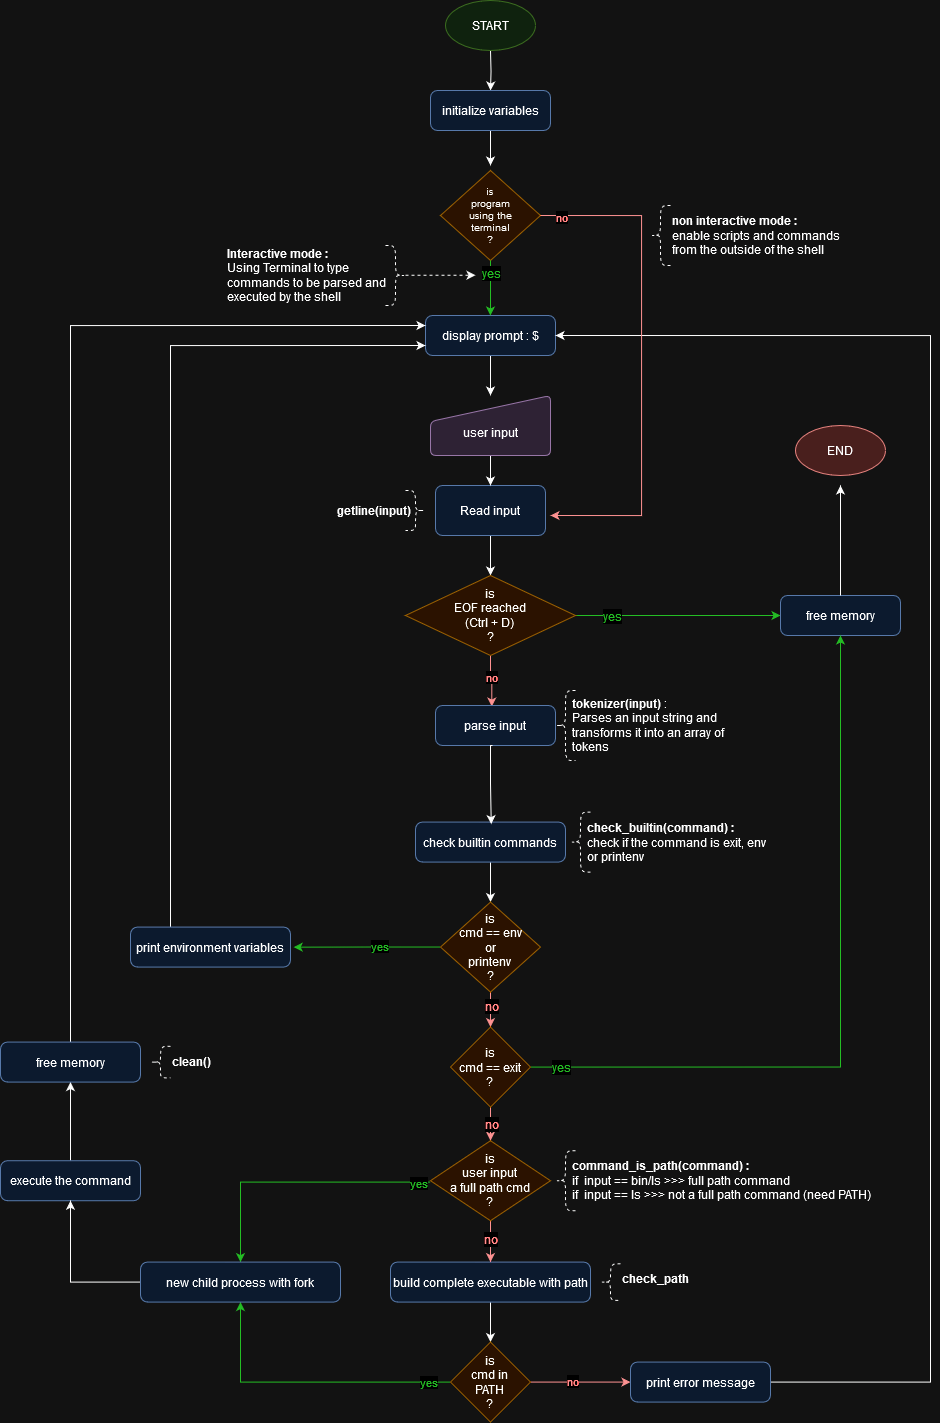 START
initialize variables
is
program
using the
terminal
?
no
non interactive mode :
enable scripts and commands
from the outside of the shell
Interactive mode :
Using Terminal to type
commands to be parsed and
executed by the shell
yes
display prompt : $
user input
END
getline(input)
Read input
is
EOF reached
(Ctrl + D)
?
yes
free memory
no
parse input
tokenizer(input) :
Parses an input string and
transforms it into an array of
tokens
check builtin commands
check_builtin(command) :
check if the command is exit, env
or printenv
is
cmd == env
or
printenv
?
yes
print environment variables
no
free memory
clean()
is
cmd == exit
?
yes
no
execute the command
is
user input
a full path cmd
?
yes
command_is_path(command) :
if input == bin/ls >>> full path command
if input == ls >>> not a full path command (need PATH)
no
new child process with fork
build complete executable with path
check_path
is
cmd in
PATH
?
yes
no
print error message